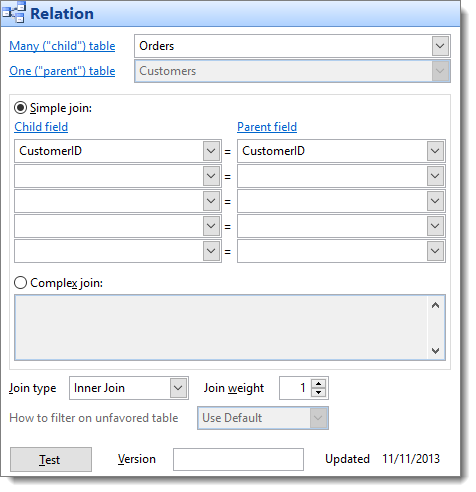 Relation
Many ("child") table Orders
One ("parent") table Customers
Simple join:
Child field Parent field
CustomerID = CustomerID
=
=
=
=
Complex join:
Join type Inner Join Join weight 1
How to filter on unfavored table Use Default
Test Version Updated 11/11/2013